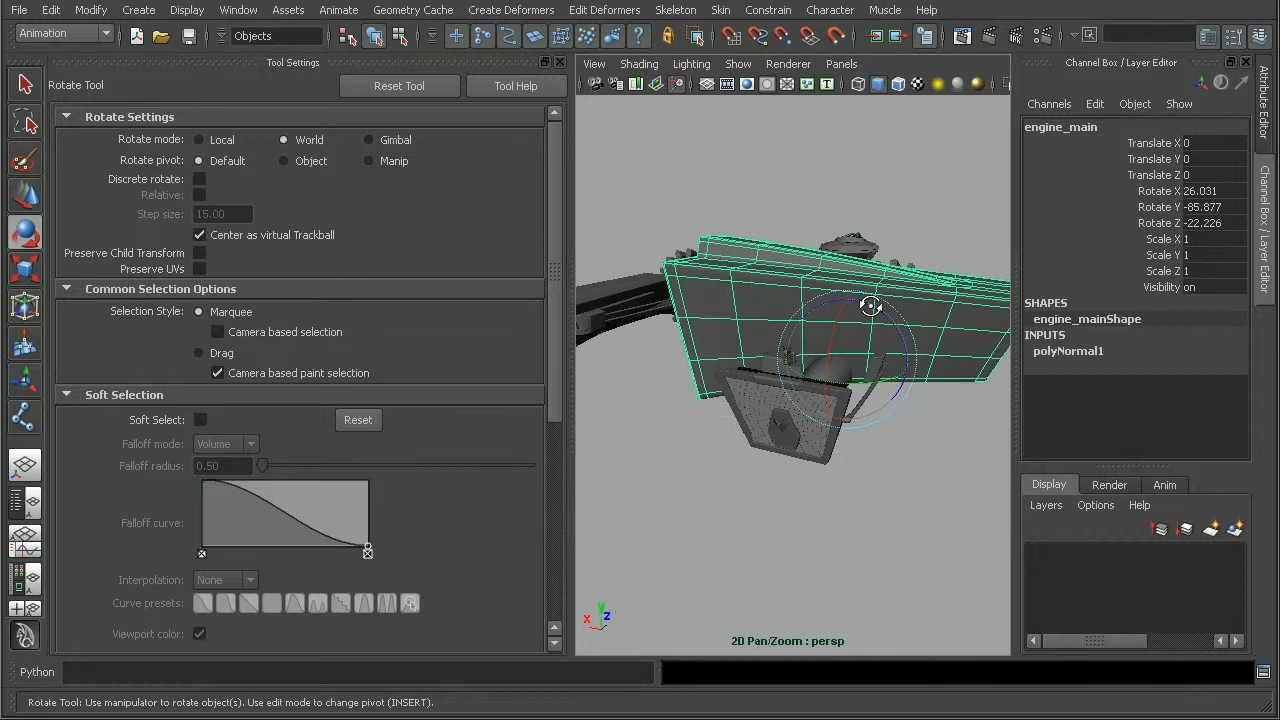 File Edit Modify Create Display Window Assets Animate Geometry Cache Create Deformers Edit Deformers Skeleton Skin Constrain Character Muscle Help
Animation
Objects
Tool Settings
Rotate Tool
Reset Tool
Tool Help
Rotate Settings
Rotate mode: Local World Gimbal
Rotate pivot: Default Object Manip
Discrete rotate:
Relative:
Step size: 15.00
Center as virtual Trackball
Preserve Child Transform
Preserve UVs
Common Selection Options
Selection Style: Marquee
Camera based selection
Drag
Camera based paint selection
Soft Selection
Soft Select:
Reset
Falloff mode: Volume
Falloff radius: 0.50
Falloff curve:
Interpolation: None
Curve presets:
Viewport color:
View Shading Lighting Show Renderer Panels
y
x
z
2D Pan/Zoom : persp
Channel Box / Layer Editor
Channels Edit Object Show
engine_main
Translate X 0
Translate Y 0
Translate Z 0
Rotate X 26.031
Rotate Y -85.877
Rotate Z -22.226
Scale X 1
Scale Y 1
Scale Z 1
Visibility on
SHAPES
engine_mainShape
INPUTS
polyNormal1
Display Render Anim
Layers Options Help
Attribute Editor
Channel Box / Layer Editor
Python
Rotate Tool: Use manipulator to rotate object(s). Use edit mode to change pivot (INSERT).